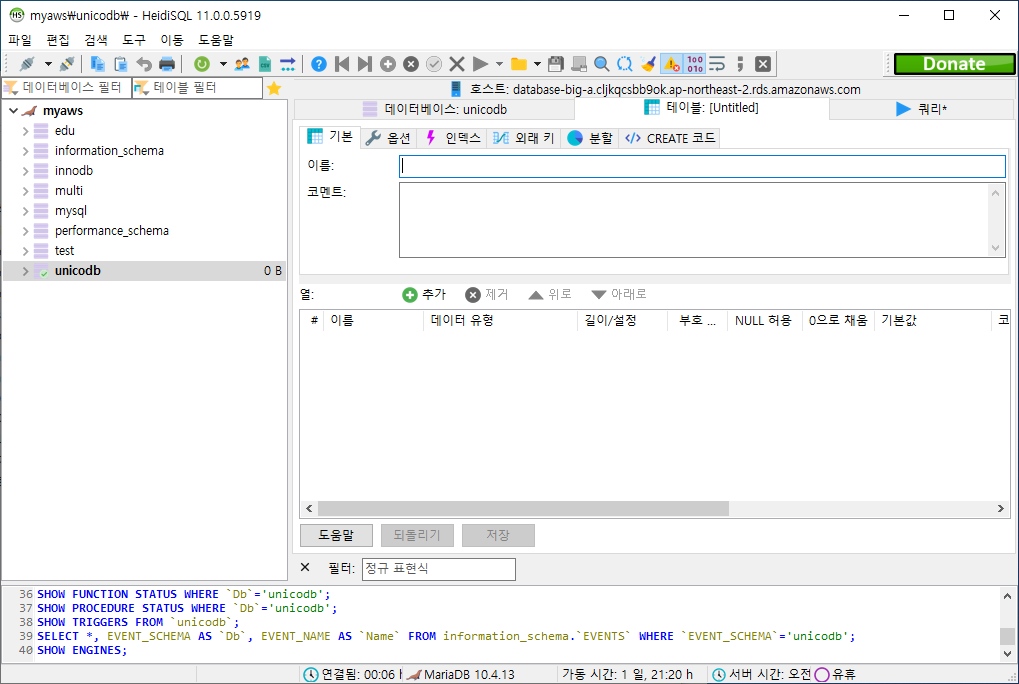 myaws₩unicodb₩ - HeidiSQL 11.0.0.5919
파일 편집 검색 도구 이동 도움말
Donate
데이터베이스 필터 테이블 필터
호스트: database-big-a.cljkqcsbb9ok.ap-northeast-2.rds.amazonaws.com
데이터베이스: unicodb 테이블: [Untitled] 쿼리*
myaws
edu
information_schema
innodb
multi
mysql
performance_schema
test
unicodb 0 B
기본 옵션 인덱스 외래 키 분할 CREATE 코드
이름:
코멘트:
열: 추가 제거 위로 아래로
# 이름 데이터 유형 길이/설정 부호 ... NULL 허용 0으로 채움 기본값 코
도움말 되돌리기 저장
필터: 정규 표현식
36 SHOW FUNCTION STATUS WHERE `Db`='unicodb';
37 SHOW PROCEDURE STATUS WHERE `Db`='unicodb';
38 SHOW TRIGGERS FROM `unicodb`;
39 SELECT *, EVENT_SCHEMA AS `Db`, EVENT_NAME AS `Name` FROM information_schema.`EVENTS` WHERE `EVENT_SCHEMA`='unicodb';
40 SHOW ENGINES;
연결됨: 00:06 MariaDB 10.4.13 가동 시간: 1 일, 21:20 h 서버 시간: 오전 유휴